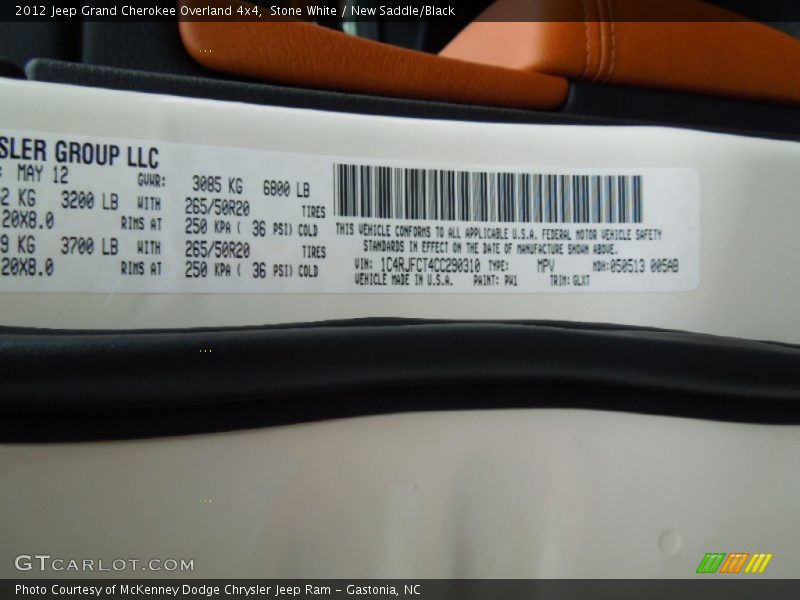 2012 Jeep Grand Cherokee Overland 4x4, Stone White / New Saddle/Black
SLER GROUP LLC
: MAY 12 GVWR: 3085 KG 6800 LB
2 KG 3200 LB WITH 265/50R20 TIRES
20X8.0 RIMS AT 250 KPA ( 36 PSI) COLD
9 KG 3700 LB WITH 265/50R20 TIRES
20X8.0 RIMS AT 250 KPA ( 36 PSI) COLD
THIS VEHICLE CONFORMS TO ALL APPLICABLE U.S.A. FEDERAL MOTOR VEHICLE SAFETY
STANDARDS IN EFFECT ON THE DATE OF MANUFACTURE SHOWN ABOVE.
VIN: 1C4RJFCT4CC290310 TYPE: MPV MDH: 050513 005AB
VEHICLE MADE IN U.S.A. PAINT: PW1 TRIM: GLXT
GTCARLOT.COM
Photo Courtesy of McKenney Dodge Chrysler Jeep Ram - Gastonia, NC